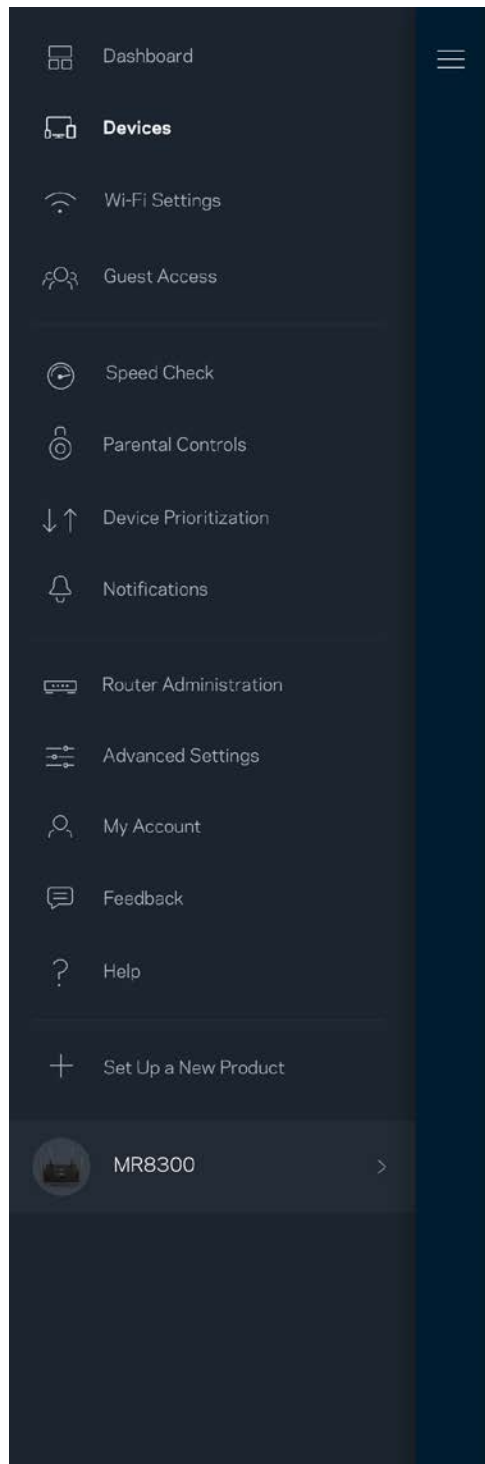 Dashboard
Devices
Wi-Fi Settings
Guest Access
Speed Check
Parental Controls
Device Prioritization
Notifications
Router Administration
Advanced Settings
My Account
Feedback
Help
Set Up a New Product
MR8300